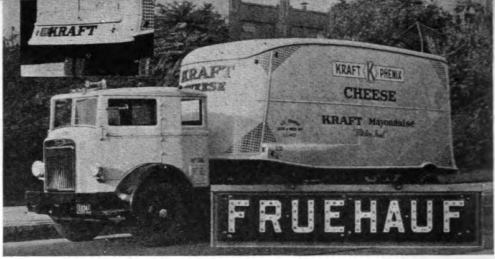 KRAFT
KRAFT
CHEESE
KRAFT K PHENIX
CHEESE
KRAFT Mayonnaise
FRUEHAUF